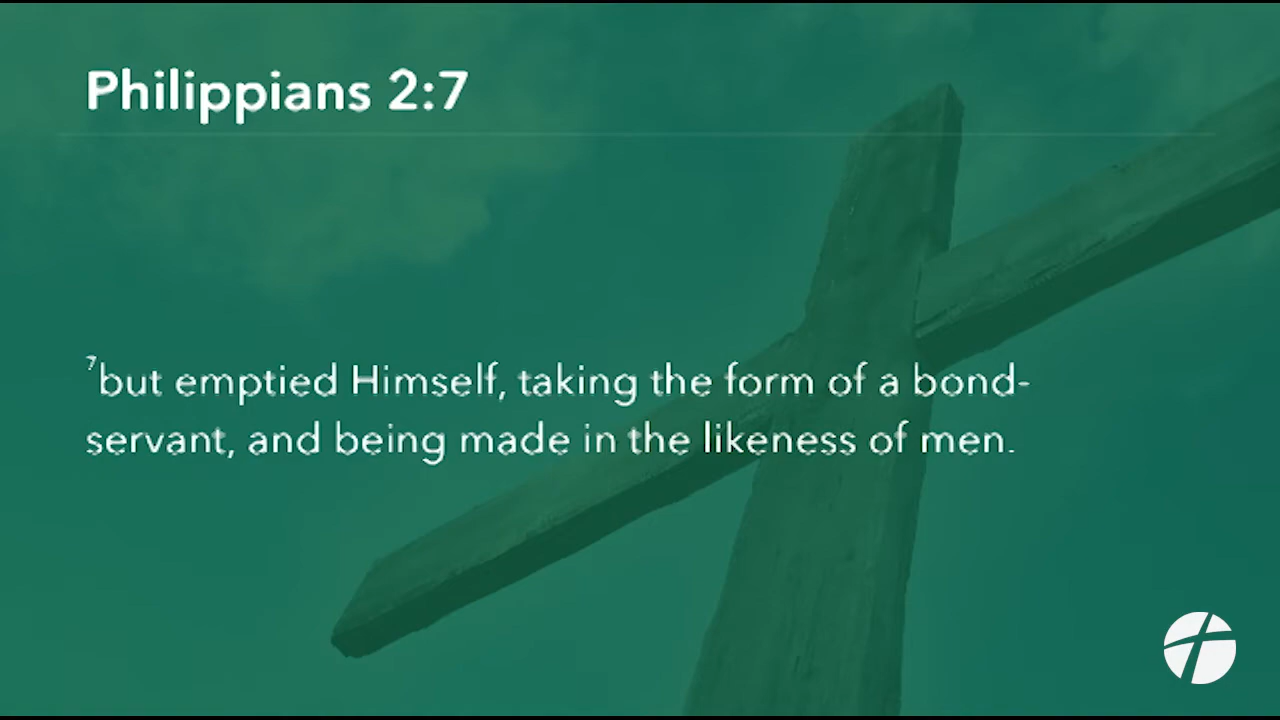 Philippians 2:7
⁷but emptied Himself, taking the form of a bond-
servant, and being made in the likeness of men.